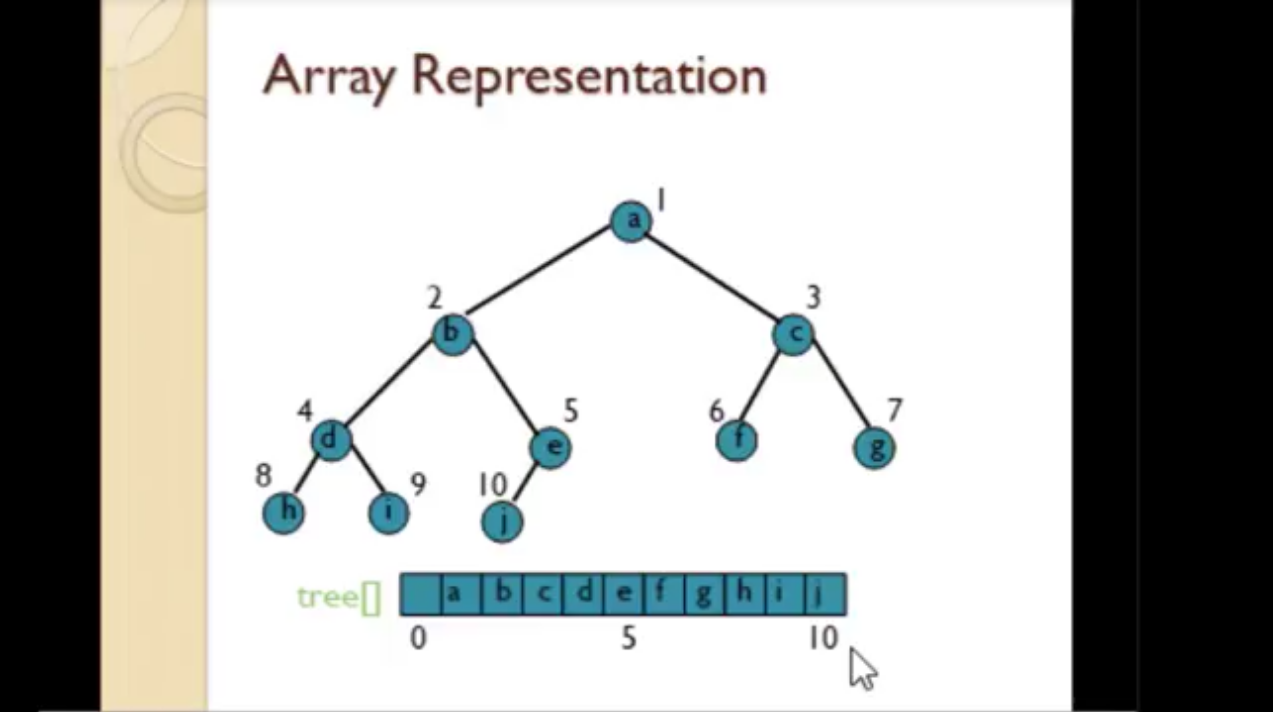 Array Representation
1
a
2 3
b c
4 5 6 7
d e f g
8 9 10
h i j
tree[] a b c d e f g h i j
0 5 10